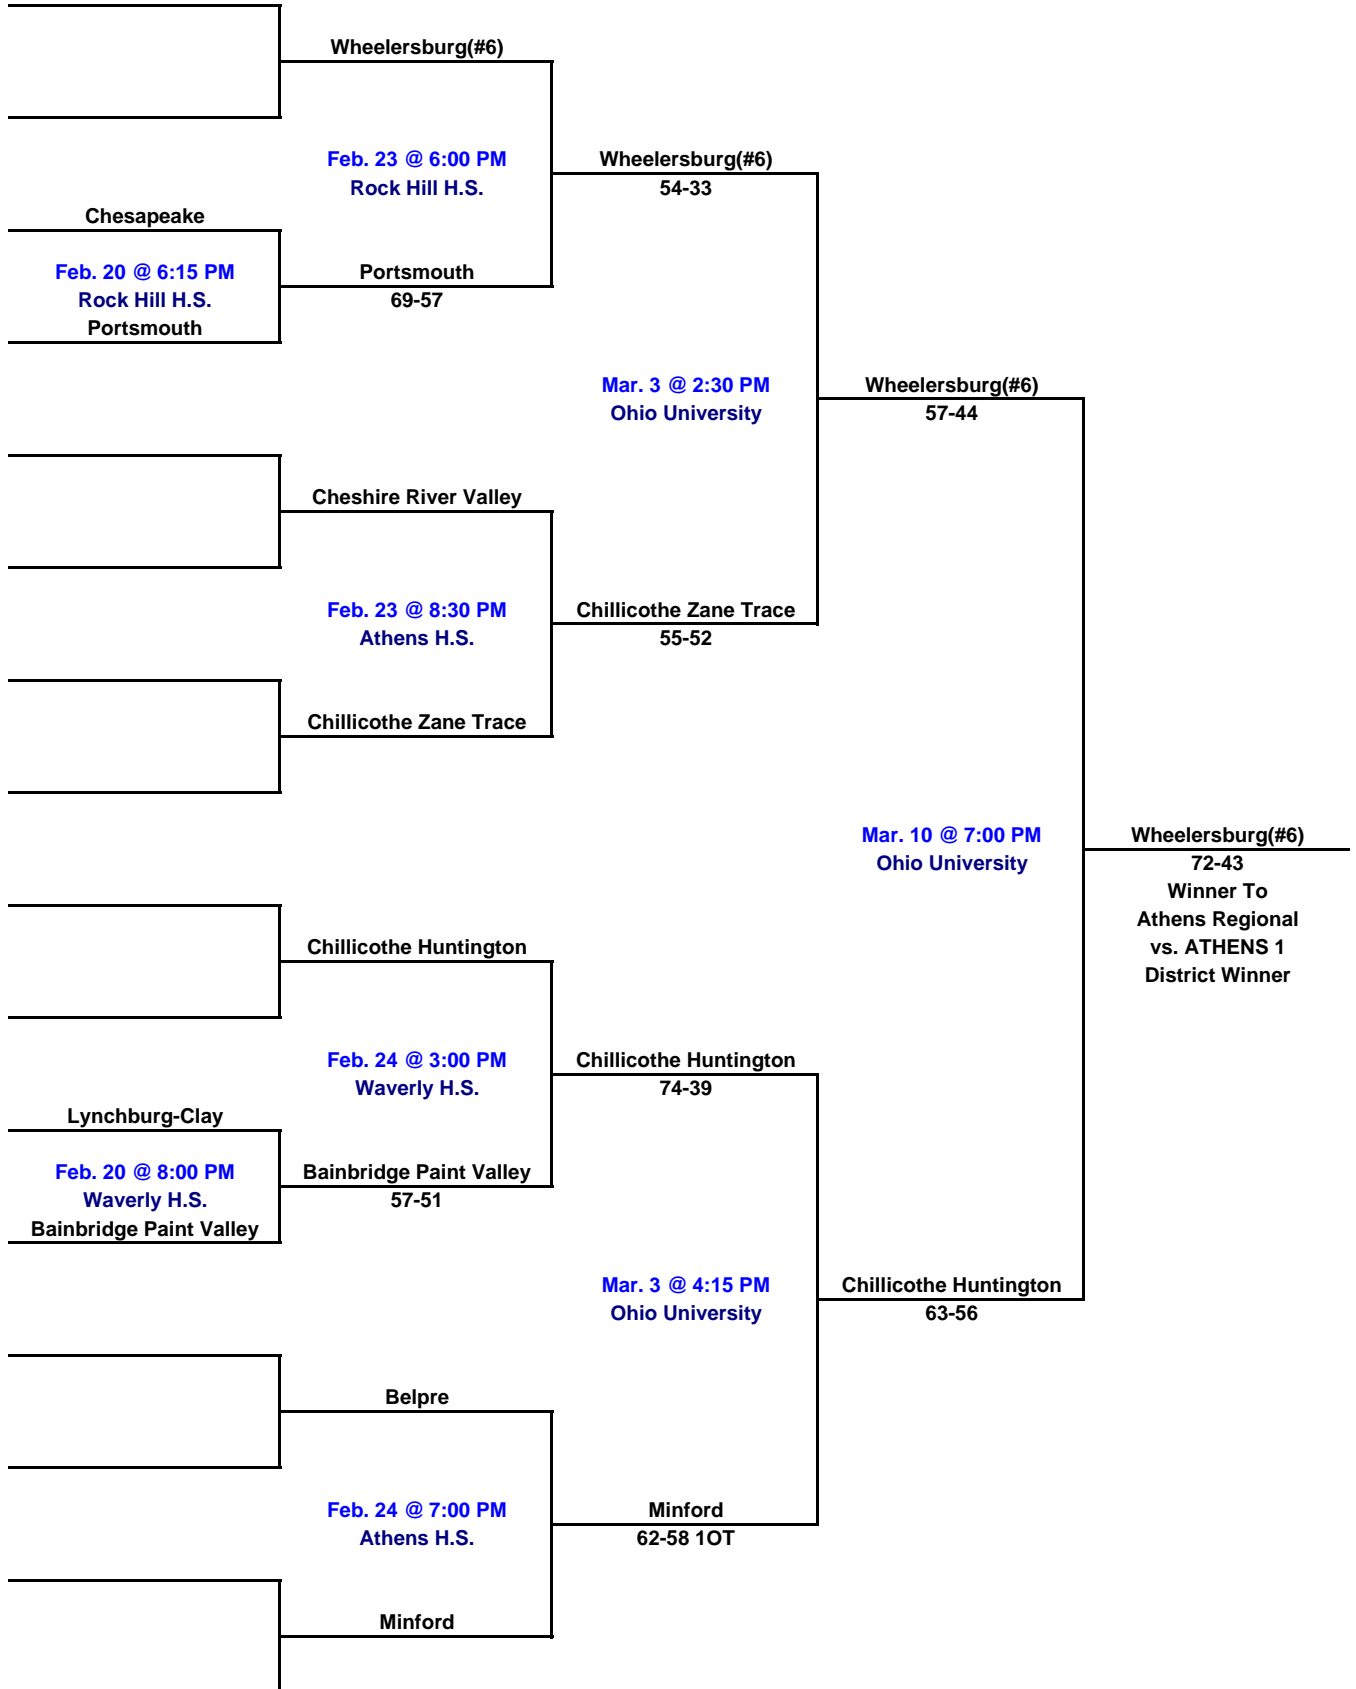 Wheelersburg(#6)
Feb. 23 @ 6:00 PM
Rock Hill H.S.
Wheelersburg(#6)
54-33
Chesapeake
Feb. 20 @ 6:15 PM
Rock Hill H.S.
Portsmouth
Portsmouth
69-57
Mar. 3 @ 2:30 PM
Ohio University
Wheelersburg(#6)
57-44
Cheshire River Valley
Feb. 23 @ 8:30 PM
Athens H.S.
Chillicothe Zane Trace
55-52
Chillicothe Zane Trace
Mar. 10 @ 7:00 PM
Ohio University
Wheelersburg(#6)
72-43
Winner To
Athens Regional
vs. ATHENS 1
District Winner
Chillicothe Huntington
Feb. 24 @ 3:00 PM
Waverly H.S.
Chillicothe Huntington
74-39
Lynchburg-Clay
Feb. 20 @ 8:00 PM
Waverly H.S.
Bainbridge Paint Valley
Bainbridge Paint Valley
57-51
Mar. 3 @ 4:15 PM
Ohio University
Chillicothe Huntington
63-56
Belpre
Feb. 24 @ 7:00 PM
Athens H.S.
Minford
62-58 1OT
Minford